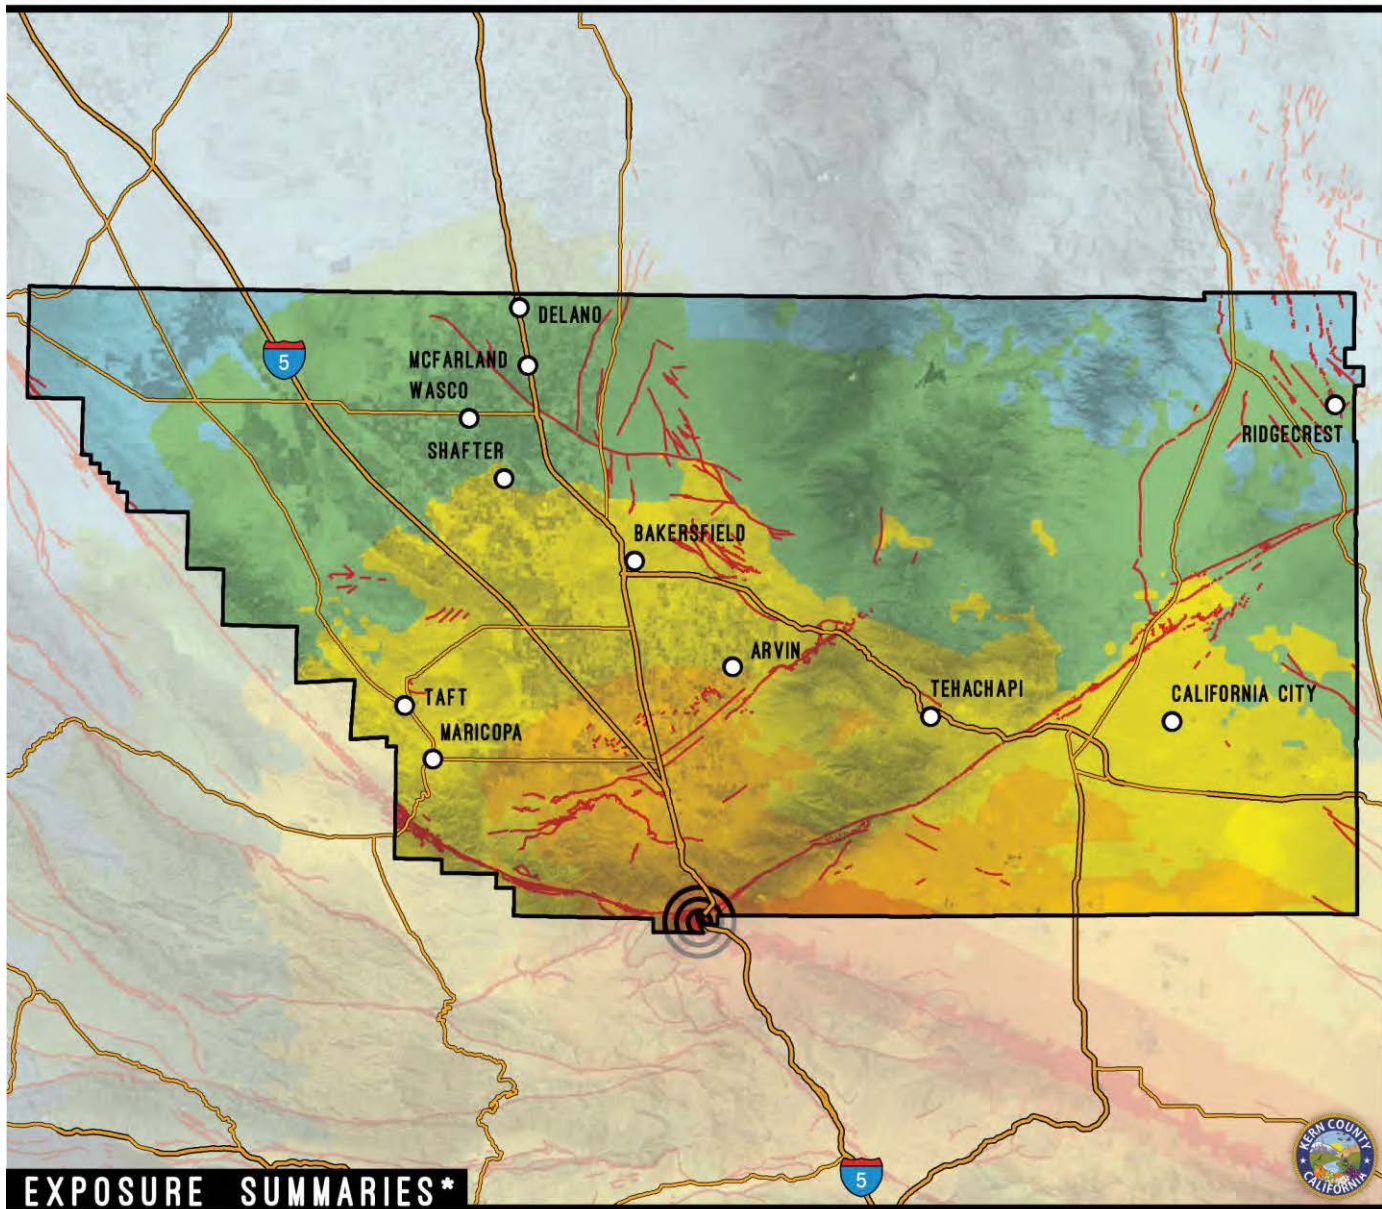 DELANO
5
MCFARLAND
WASCO
RIDGECREST
SHAFTER
BAKERSFIELD
ARVIN
TAFT
TEHACHAPI
CALIFORNIA CITY
MARICOPA
KERN COUNTY
CALIFORNIA
5
EXPOSURE SUMMARIES*